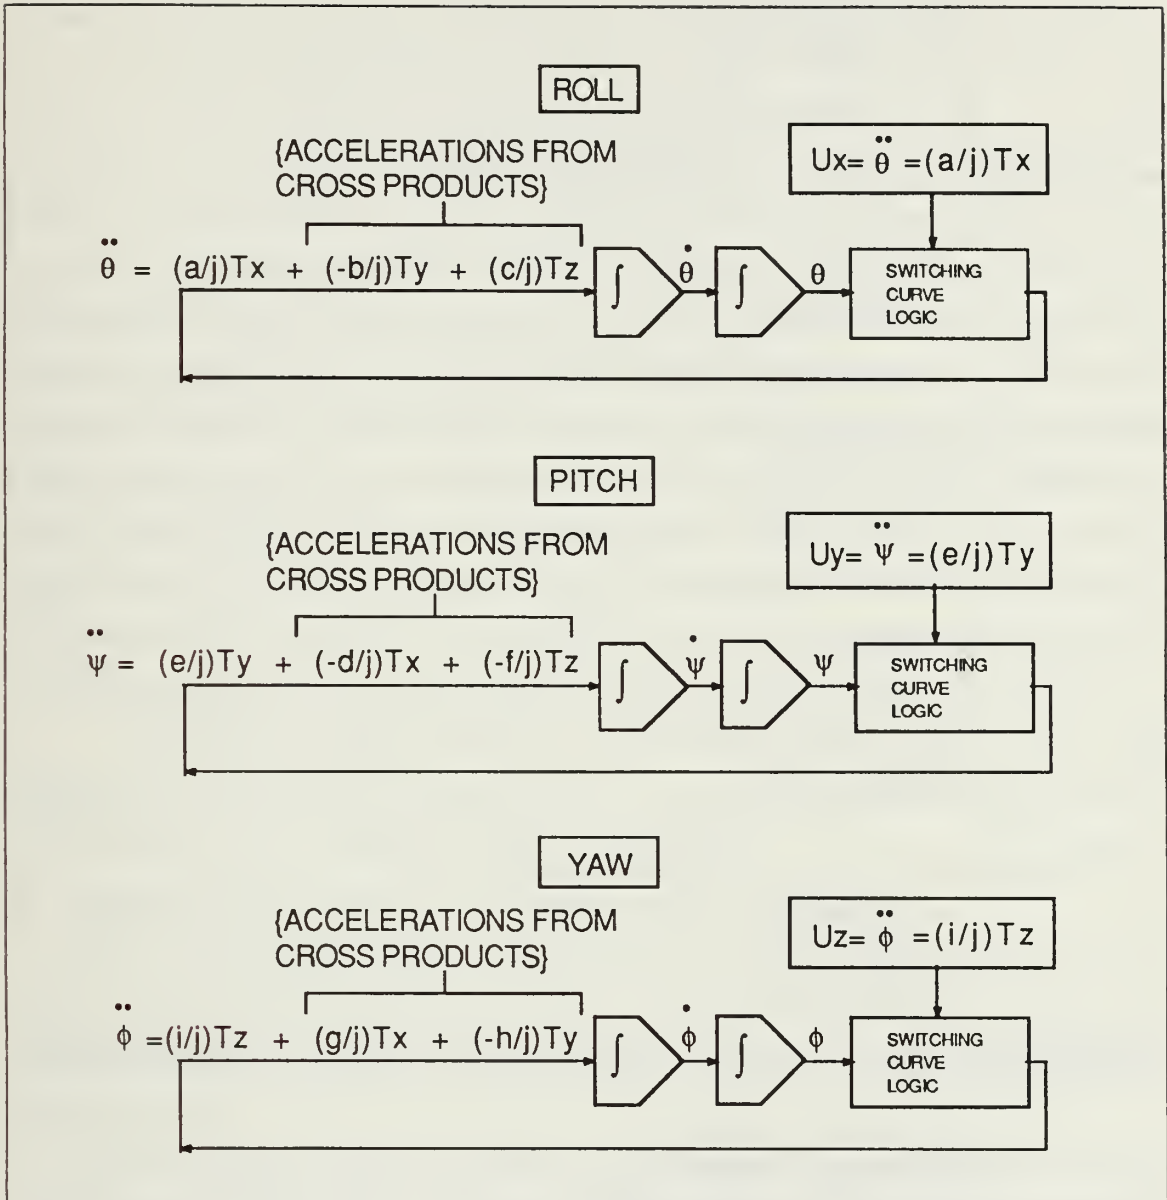 ROLL
{ACCELERATIONS FROM
CROSS PRODUCTS}
Ux= θ̈ =(a/j)Tx
θ̈ = (a/j)Tx + (-b/j)Ty + (c/j)Tz ∫ θ̇ ∫ θ
SWITCHING
CURVE
LOGIC
PITCH
{ACCELERATIONS FROM
CROSS PRODUCTS}
Uy= ψ̈ =(e/j)Ty
ψ̈ = (e/j)Ty + (-d/j)Tx + (-f/j)Tz ∫ ψ̇ ∫ ψ
SWITCHING
CURVE
LOGIC
YAW
{ACCELERATIONS FROM
CROSS PRODUCTS}
Uz= ϕ̈ =(i/j)Tz
ϕ̈ =(i/j)Tz + (g/j)Tx + (-h/j)Ty ∫ ϕ̇ ∫ ϕ
SWITCHING
CURVE
LOGIC